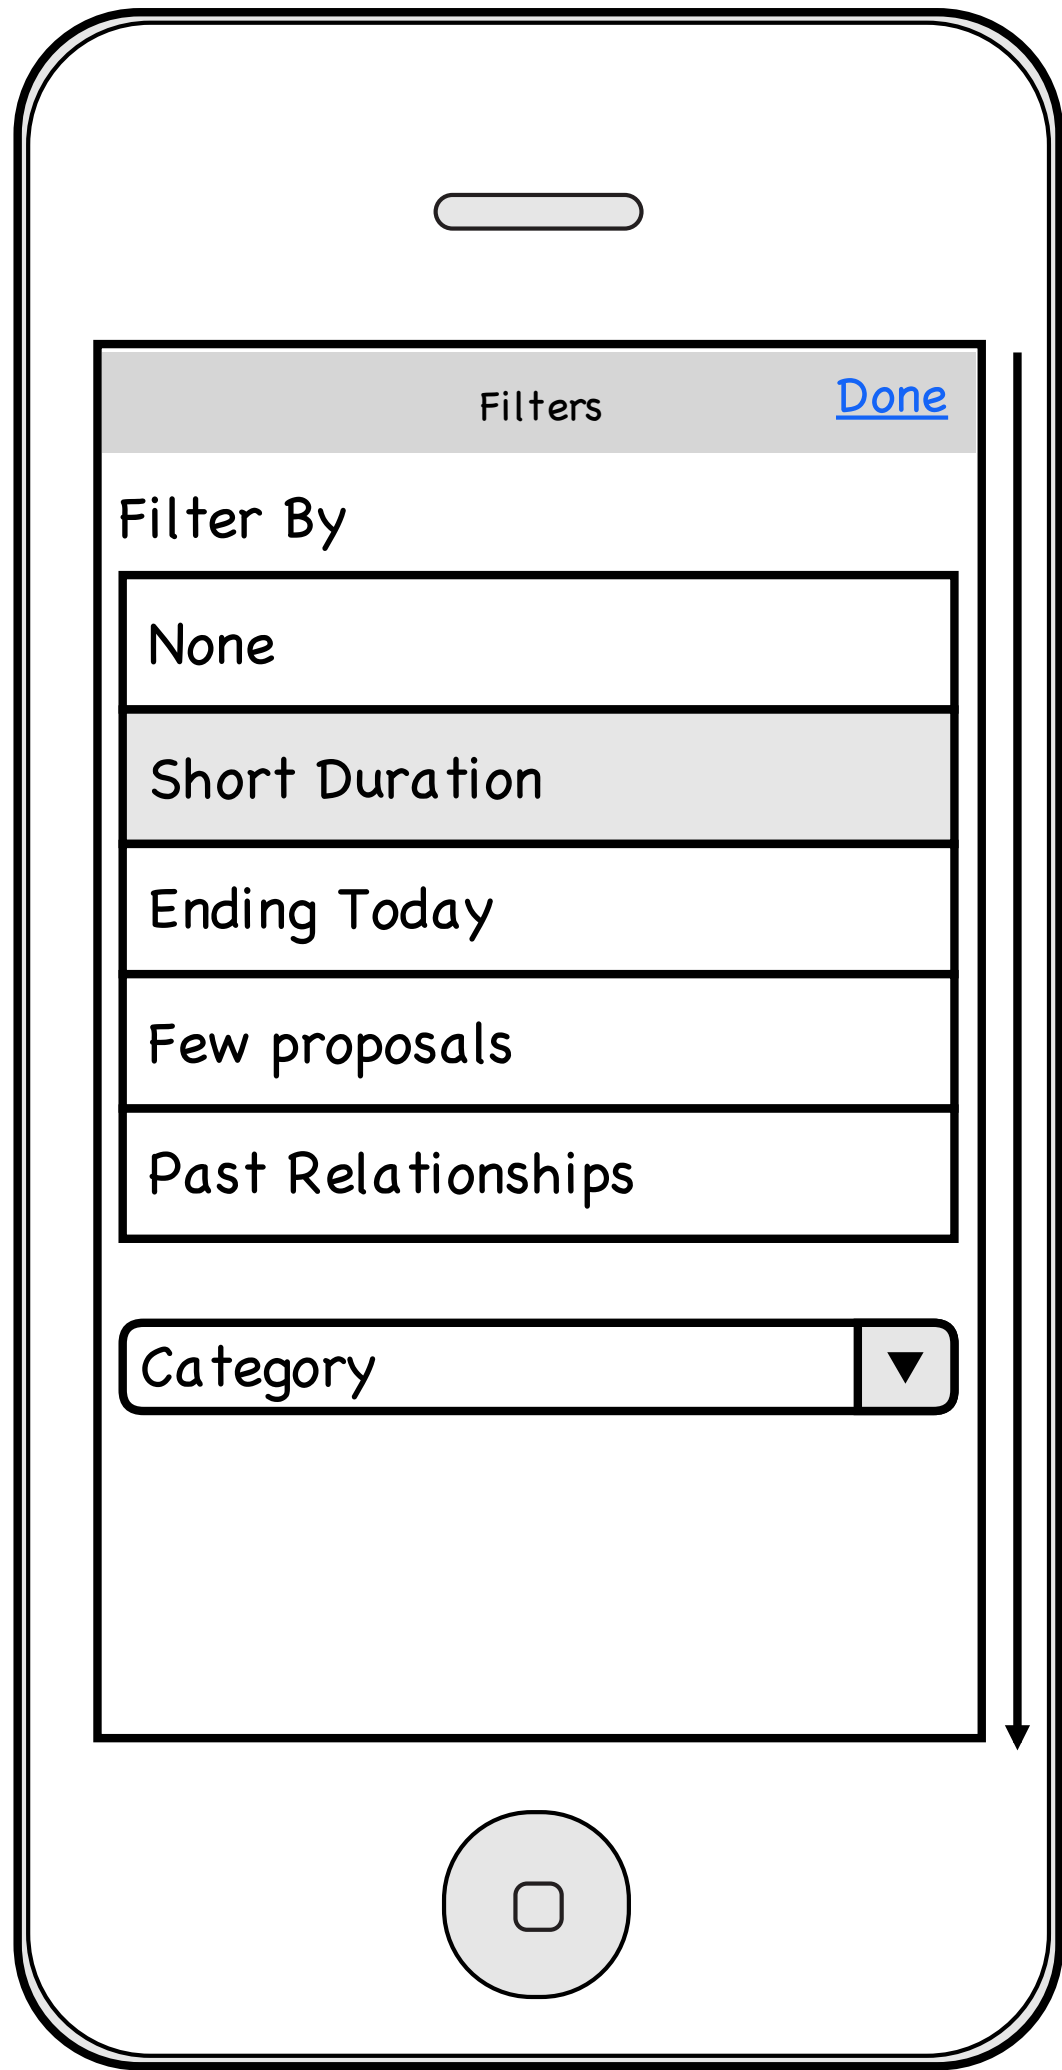 Filters
Done
Filter By
None
Short Duration
Ending Today
Few proposals
Past Relationships
Category